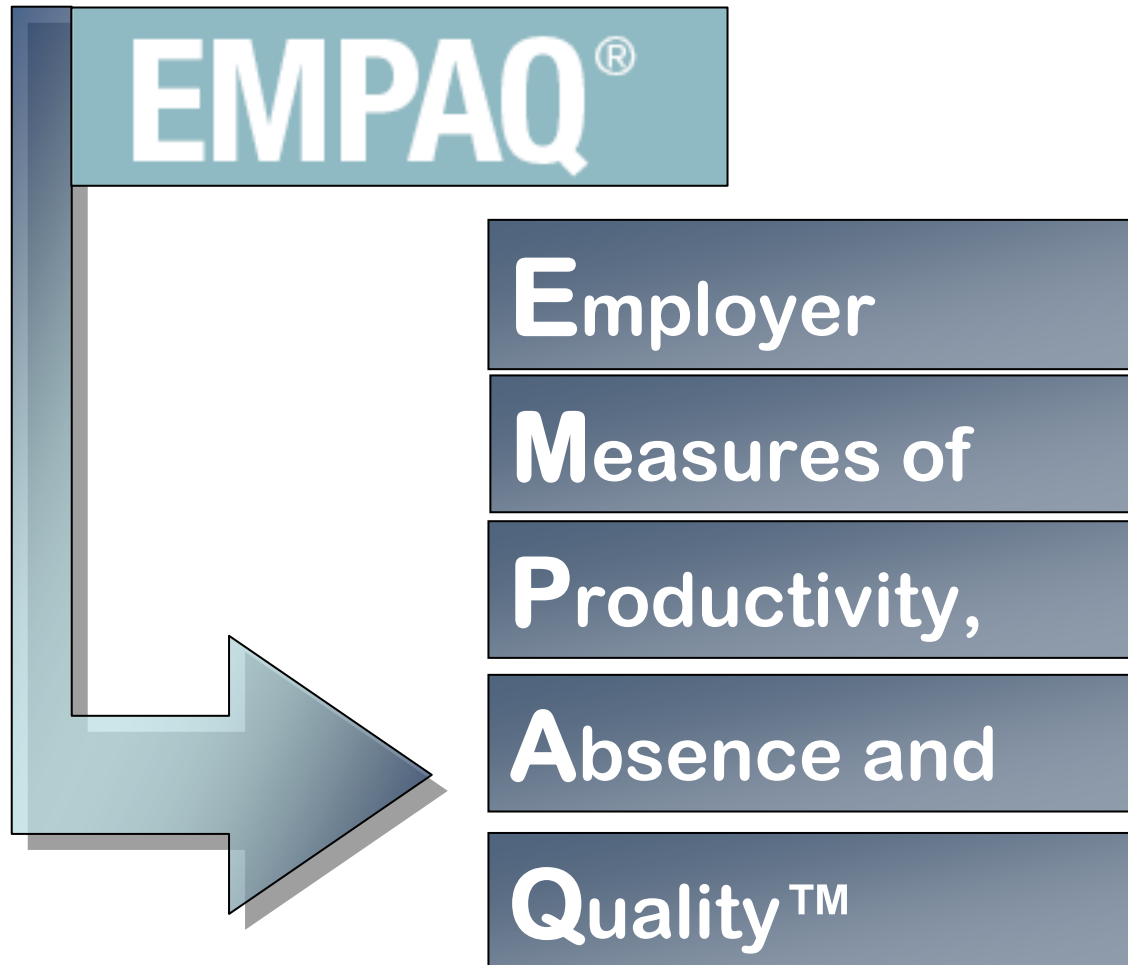 EMPAQ®
Employer
Measures of
Productivity,
Absence and
Quality™